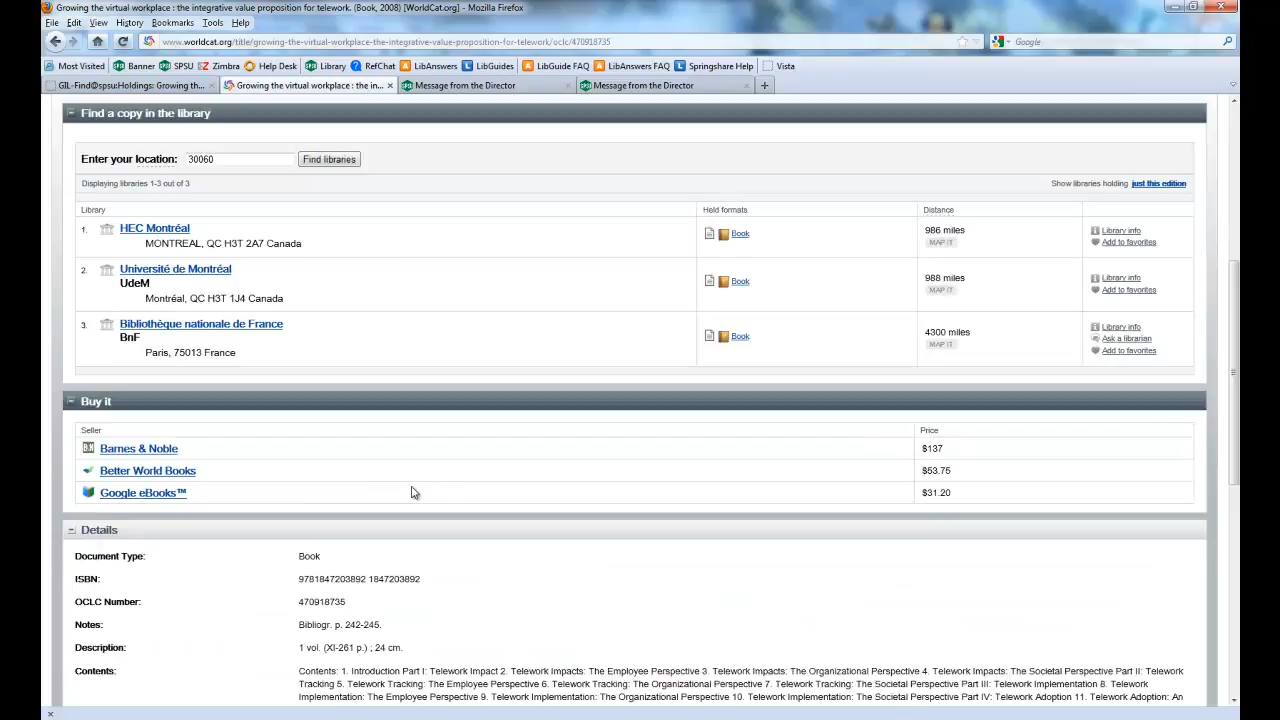 Growing the virtual workplace : the integrative value proposition for telework. (Book, 2008) [WorldCat.org] - Mozilla Firefox
File Edit View History Bookmarks Tools Help
www.worldcat.org/title/growing-the-virtual-workplace-the-integrative-value-proposition-for-telework/oclc/470918735 Google
Most Visited Banner SPSU Zimbra Help Desk Library RefChat LibAnswers LibGuides LibGuide FAQ LibAnswers FAQ Springshare Help Vista
GIL-Find@spsu:Holdings: Growing th... Growing the virtual workplace : the in... Message from the Director Message from the Director
Find a copy in the library
Enter your location: 30060 Find libraries
Displaying libraries 1-3 out of 3 Show libraries holding just this edition
Library Held formats Distance
1. HEC Montréal Book 986 miles Library info
MONTREAL, QC H3T 2A7 Canada MAP IT Add to favorites
2. Université de Montréal Book 988 miles Library info
UdeM MAP IT Add to favorites
Montréal, QC H3T 1J4 Canada
3. Bibliothèque nationale de France Book 4300 miles Library info
BnF MAP IT Ask a librarian
Paris, 75013 France Add to favorites
Buy it
Seller Price
Barnes & Noble $137
Better World Books $53.75
Google eBooks™ $31.20
Details
Document Type: Book
ISBN: 9781847203892 1847203892
OCLC Number: 470918735
Notes: Bibliogr. p. 242-245.
Description: 1 vol. (XI-261 p.) ; 24 cm.
Contents: Contents: 1. Introduction Part I: Telework Impact 2. Telework Impacts: The Employee Perspective 3. Telework Impacts: The Organizational Perspective 4. Telework Impacts: The Societal Perspective Part II: Telework
Tracking 5. Telework Tracking: The Employee Perspective 6. Telework Tracking: The Organizational Perspective 7. Telework Tracking: The Societal Perspective Part III: Telework Implementation 8. Telework
Implementation: The Employee Perspective 9. Telework Implementation: The Organizational Perspective 10. Telework Implementation: The Societal Perspective Part IV: Telework Adoption 11. Telework Adoption: An